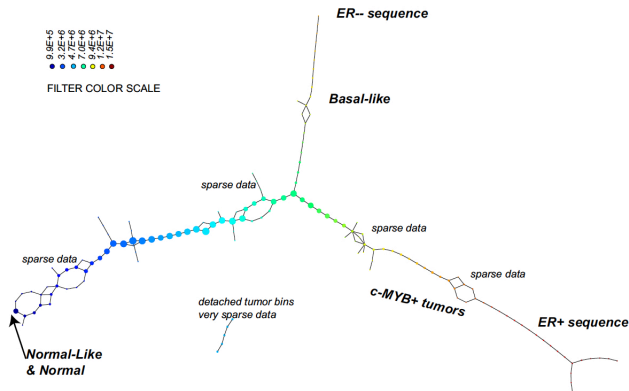 ER-- sequence
9.9E+5
3.2E+6
4.7E+6
7.0E+6
9.4E+6
1.2E+7
1.5E+7
FILTER COLOR SCALE
Basal-like
sparse data
sparse data
sparse data
sparse data
c-MYB+ tumors
detached tumor bins
very sparse data
ER+ sequence
Normal-Like
& Normal